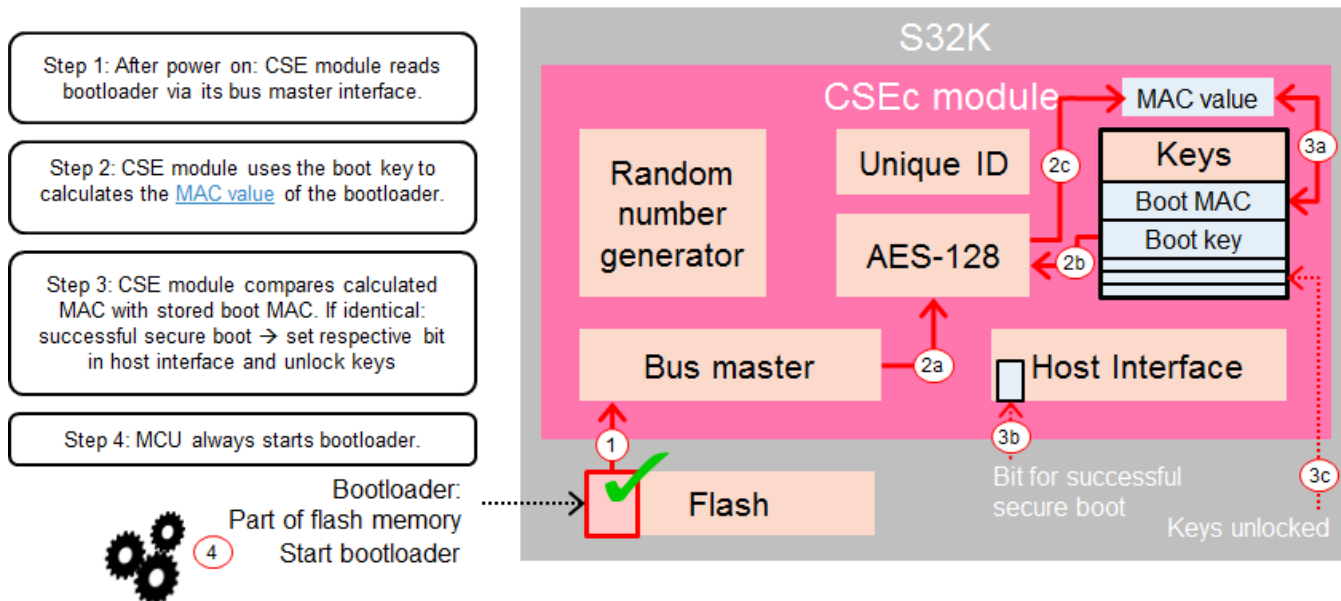 Step 1: After power on: CSE module reads
bootloader via its bus master interface.
Step 2: CSE module uses the boot key to
calculates the MAC value of the bootloader.
Step 3: CSE module compares calculated
MAC with stored boot MAC. If identical:
successful secure boot → set respective bit
in host interface and unlock keys
Step 4: MCU always starts bootloader.
Bootloader:
Part of flash memory
4 Start bootloader
S32K
CSEc module
MAC value
3a
Keys
Random
number
generator
Unique ID
2c
Boot MAC
Boot key
AES-128
2b
Bus master
2a
Host Interface
1
3b
Flash
Bit for successful
secure boot
3c
Keys unlocked